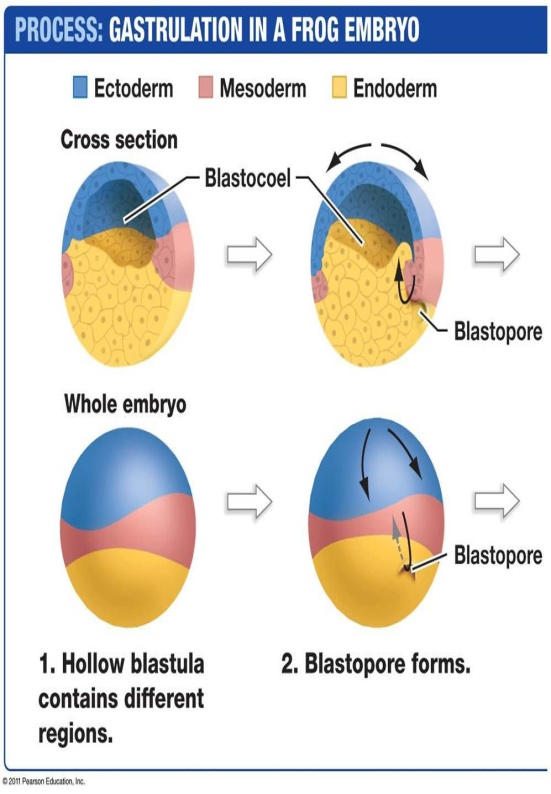 PROCESS: GASTRULATION IN A FROG EMBRYO
Ectoderm Mesoderm Endoderm
Cross section
Blastocoel
Blastopore
Whole embryo
Blastopore
1. Hollow blastula
contains different
regions.
2. Blastopore forms.
© 2011 Pearson Education, Inc.